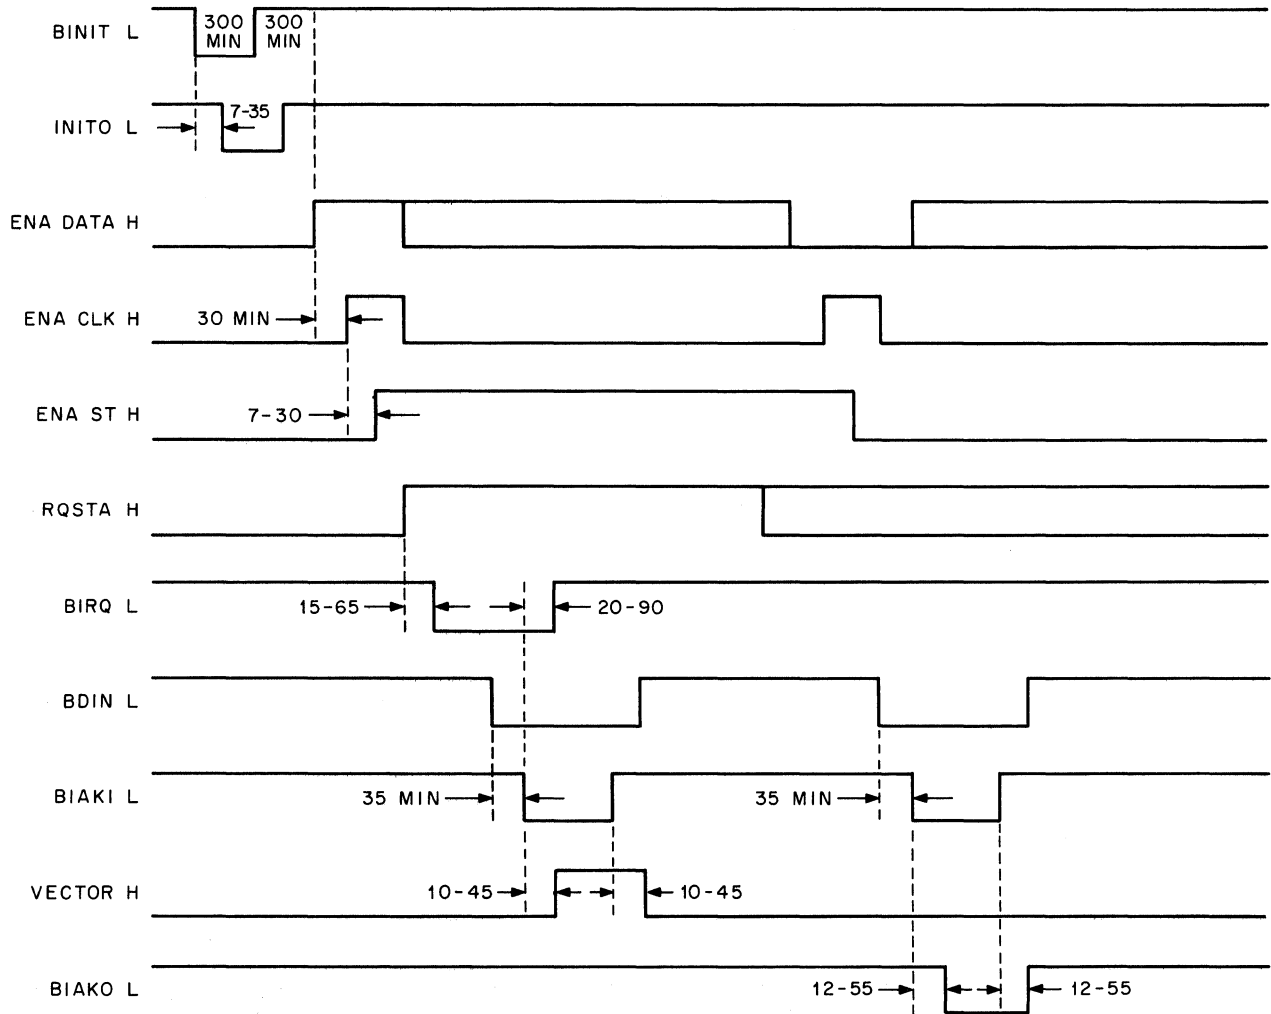 BINIT L
300 MIN
300 MIN
INITO L
7-35
ENA DATA H
ENA CLK H
30 MIN
ENA ST H
7-30
RQSTA H
BIRQ L
15-65
20-90
BDIN L
BIAKI L
35 MIN
35 MIN
VECTOR H
10-45
10-45
BIAKO L
12-55
12-55